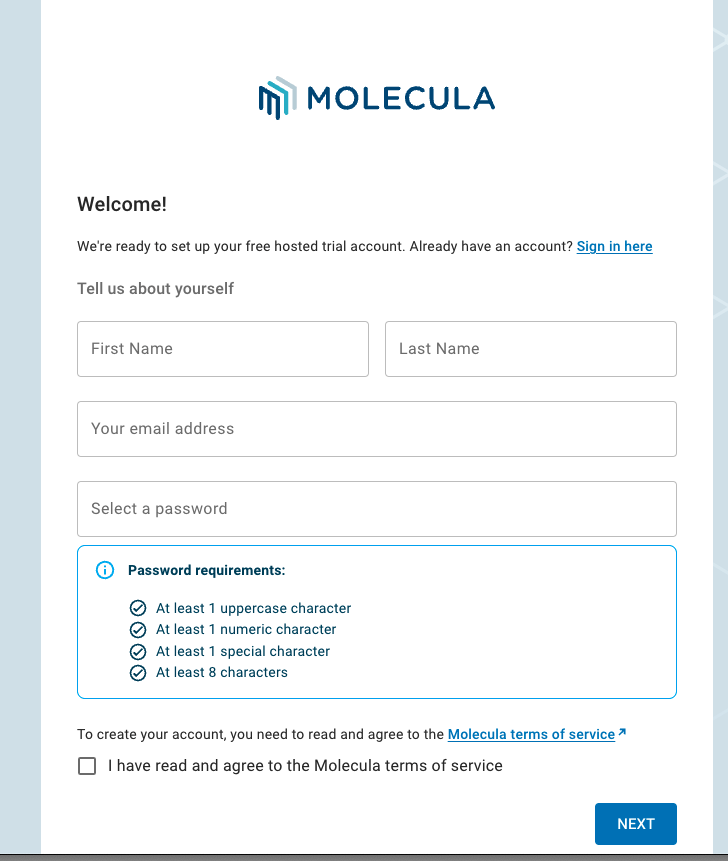 MOLECULA
Welcome!
We're ready to set up your free hosted trial account. Already have an account? Sign in here
Tell us about yourself
First Name
Last Name
Your email address
Select a password
Password requirements:
At least 1 uppercase character
At least 1 numeric character
At least 1 special character
At least 8 characters
To create your account, you need to read and agree to the Molecula terms of service
I have read and agree to the Molecula terms of service
NEXT